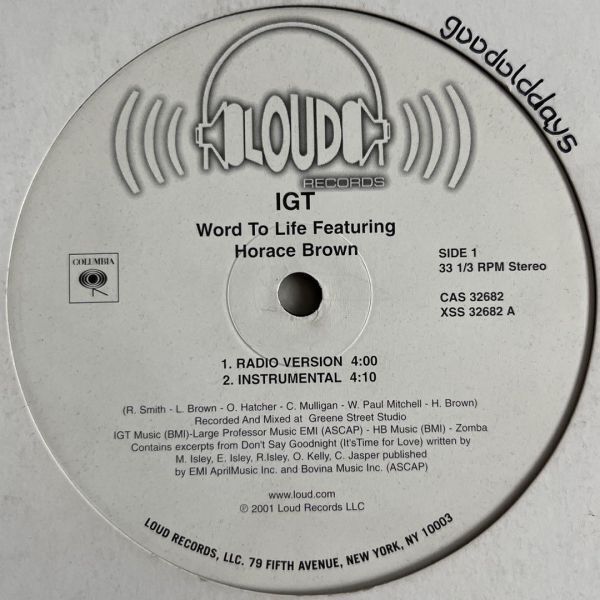 goodolddays
LOUD
RECORDS
IGT
Word To Life Featuring
Horace Brown
COLUMBIA
SIDE 1
33 1/3 RPM Stereo
CAS 32682
XSS 32682 A
1. RADIO VERSION 4:00
2. INSTRUMENTAL 4:10
(R. Smith - L. Brown - O. Hatcher - C. Mulligan - W. Paul Mitchell - H. Brown)
Recorded And Mixed at Greene Street Studio
IGT Music (BMI)-Large Professor Music EMI (ASCAP) - HB Music (BMI) - Zomba
Contains excerpts from Don't Say Goodnight (It'sTime for Love) written by
M. Isley, E. Isley, R.Isley, O. Kelly, C. Jasper published
by EMI AprilMusic Inc. and Bovina Music Inc. (ASCAP)
www.loud.com
℗ 2001 Loud Records LLC
LOUD RECORDS, LLC. 79 FIFTH AVENUE, NEW YORK, NY 10003